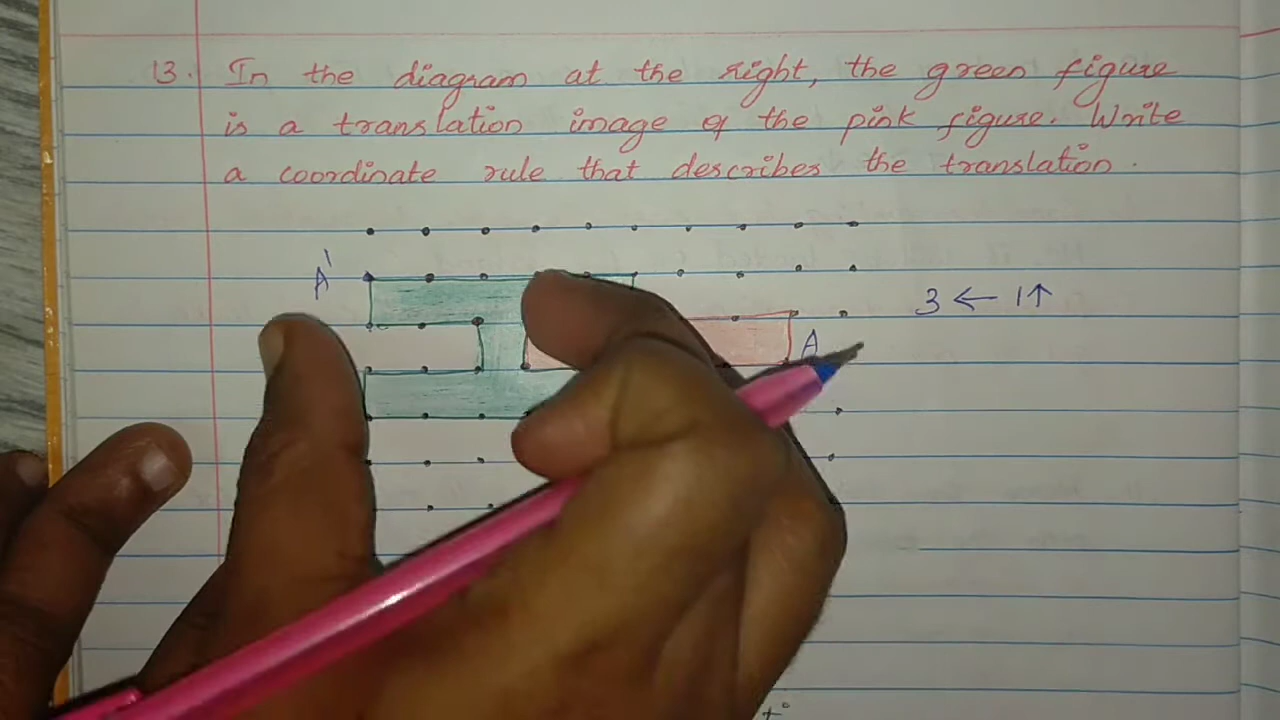 13. In the diagram at the right, the green figure
is a translation image of the pink figure. Write
a coordinate rule that describes the translation.
A'
3 ← 1↑
A